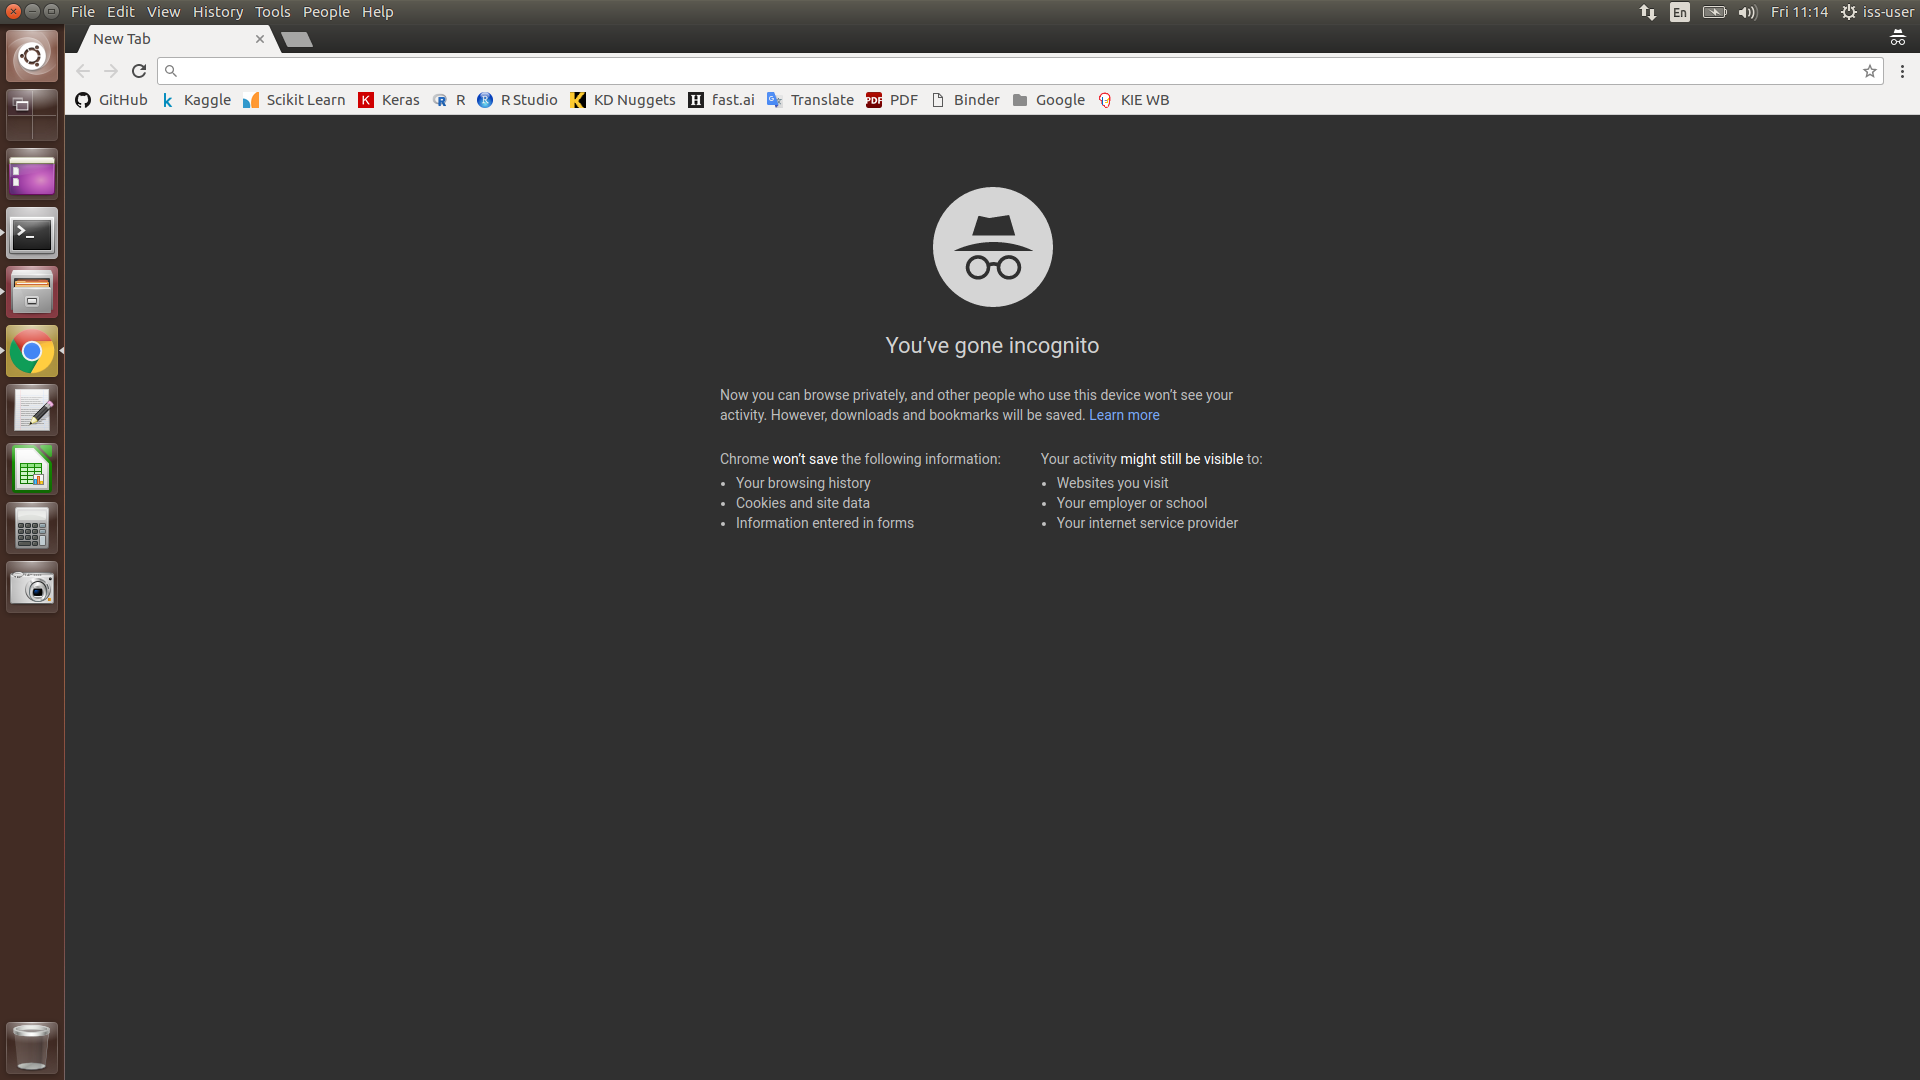 File Edit View History Tools People Help
En Fri 11:14 iss-user
New Tab
GitHub Kaggle Scikit Learn Keras R R Studio KD Nuggets fast.ai Translate PDF Binder Google KIE WB
You’ve gone incognito
Now you can browse privately, and other people who use this device won’t see your
activity. However, downloads and bookmarks will be saved. Learn more
Chrome won’t save the following information:
• Your browsing history
• Cookies and site data
• Information entered in forms
Your activity might still be visible to:
• Websites you visit
• Your employer or school
• Your internet service provider